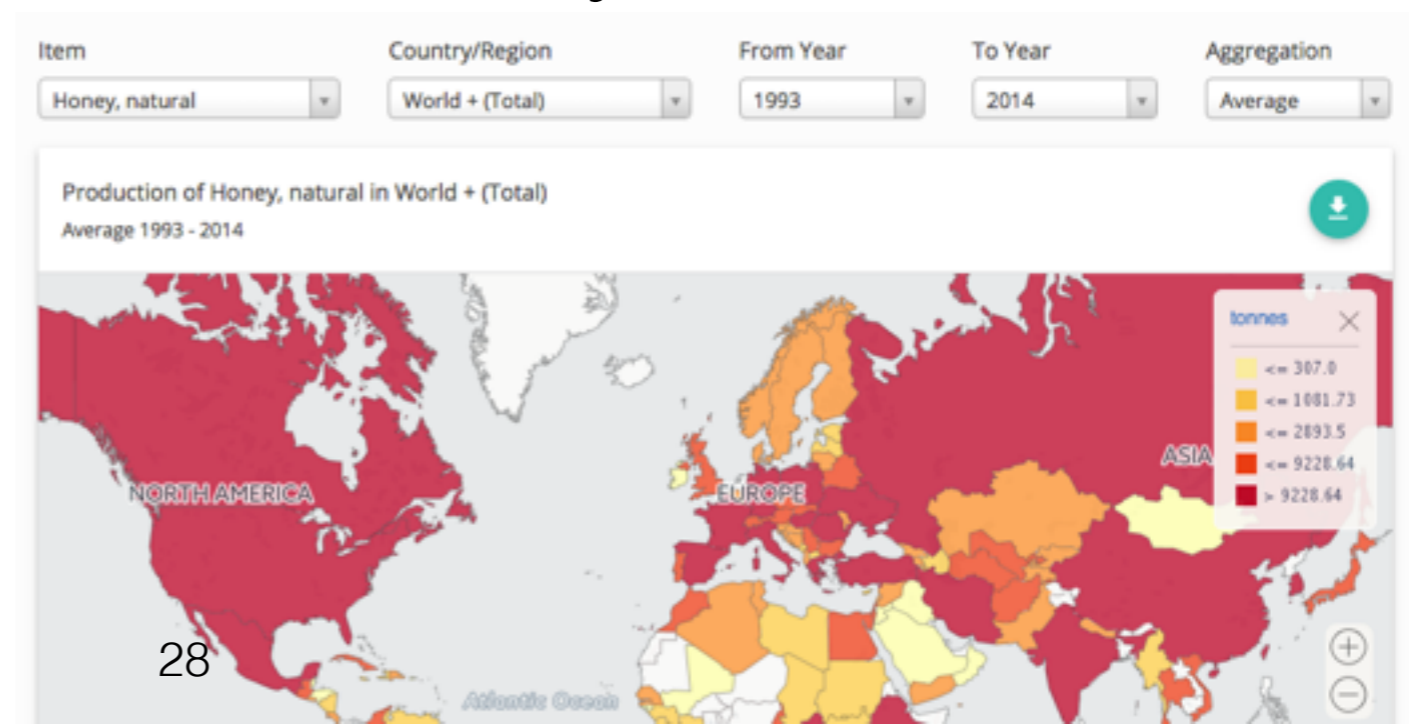 Item Country/Region From Year To Year Aggregation
Honey, natural World + (Total) 1993 2014 Average
Production of Honey, natural in World + (Total)
Average 1993 - 2014
tonnes
<= 307.0
<= 1081.73
<= 2893.5
<= 9228.64
> 9228.64
ASIA
NORTH AMERICA
EUROPE
28
Atlantic Ocean